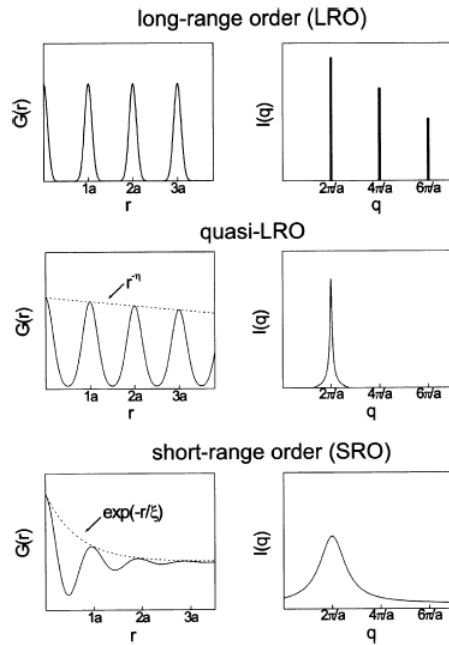 long-range order (LRO)
G(r)
1a 2a 3a
r
I(q)
2π/a 4π/a 6π/a
q
quasi-LRO
G(r)
r⁻ᑎ
1a 2a 3a
r
I(q)
2π/a 4π/a 6π/a
q
short-range order (SRO)
G(r)
exp(-r/ξ)
1a 2a 3a
r
I(q)
2π/a 4π/a 6π/a
q